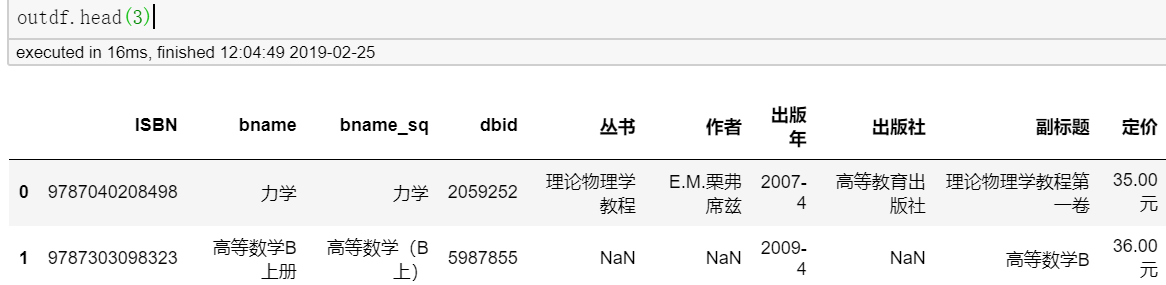 outdf.head(3)
executed in 16ms, finished 12:04:49 2019-02-25
ISBN bname bname_sq dbid 丛书 作者 出版年 出版社 副标题 定价
0 9787040208498 力学 力学 2059252 理论物理学教程 E.M.栗弗席兹 2007-4 高等教育出版社 理论物理学教程第一卷 35.00元
1 9787303098323 高等数学B上册 高等数学（B上） 5987855 NaN NaN 2009-4 NaN 高等数学B 36.00元